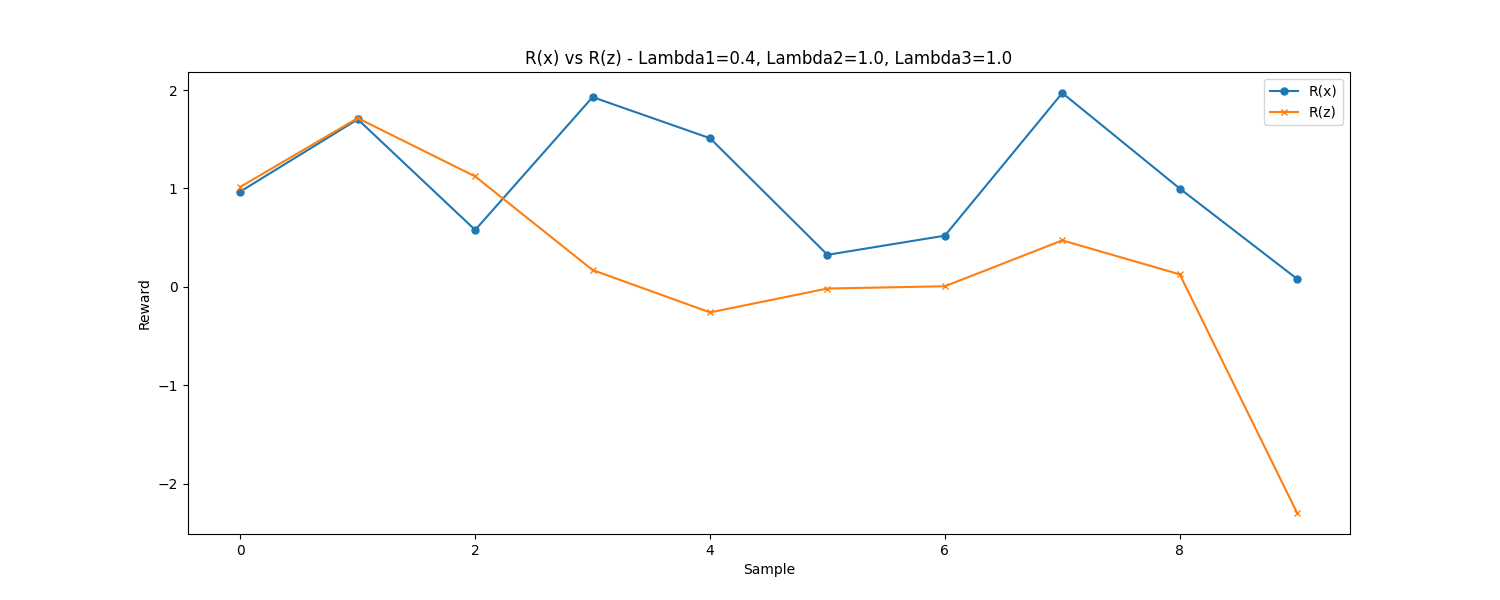 R(x) vs R(z) - Lambda1=0.4, Lambda2=1.0, Lambda3=1.0
R(x)
R(z)
2
1
0
−1
−2
Reward
0
2
4
6
8
Sample